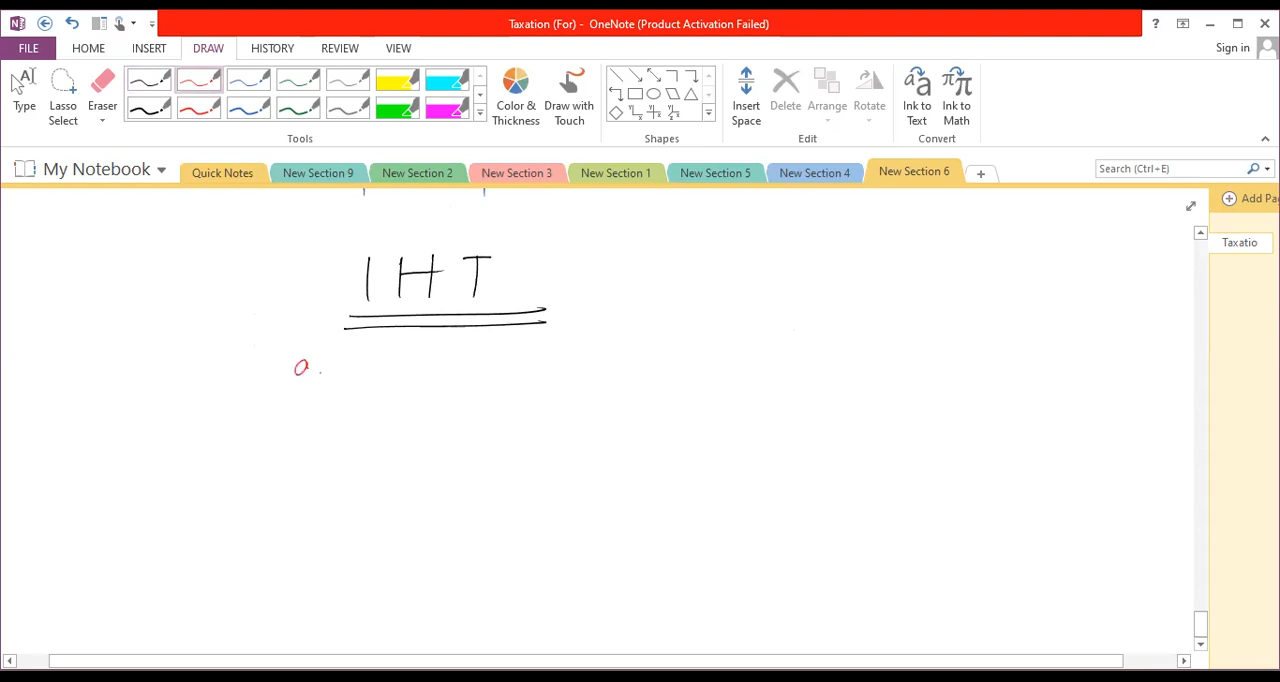 Taxation (For) - OneNote (Product Activation Failed)
?
FILE HOME INSERT DRAW HISTORY REVIEW VIEW
Sign in
Type
Lasso Select
Eraser
Color & Thickness
Draw with Touch
Insert Space
Delete
Arrange
Rotate
Ink to Text
Ink to Math
Tools Shapes Edit Convert
My Notebook Quick Notes New Section 9 New Section 2 New Section 3 New Section 1 New Section 5 New Section 4 New Section 6
Search (Ctrl+E)
Add Pag
Taxatio
IHT